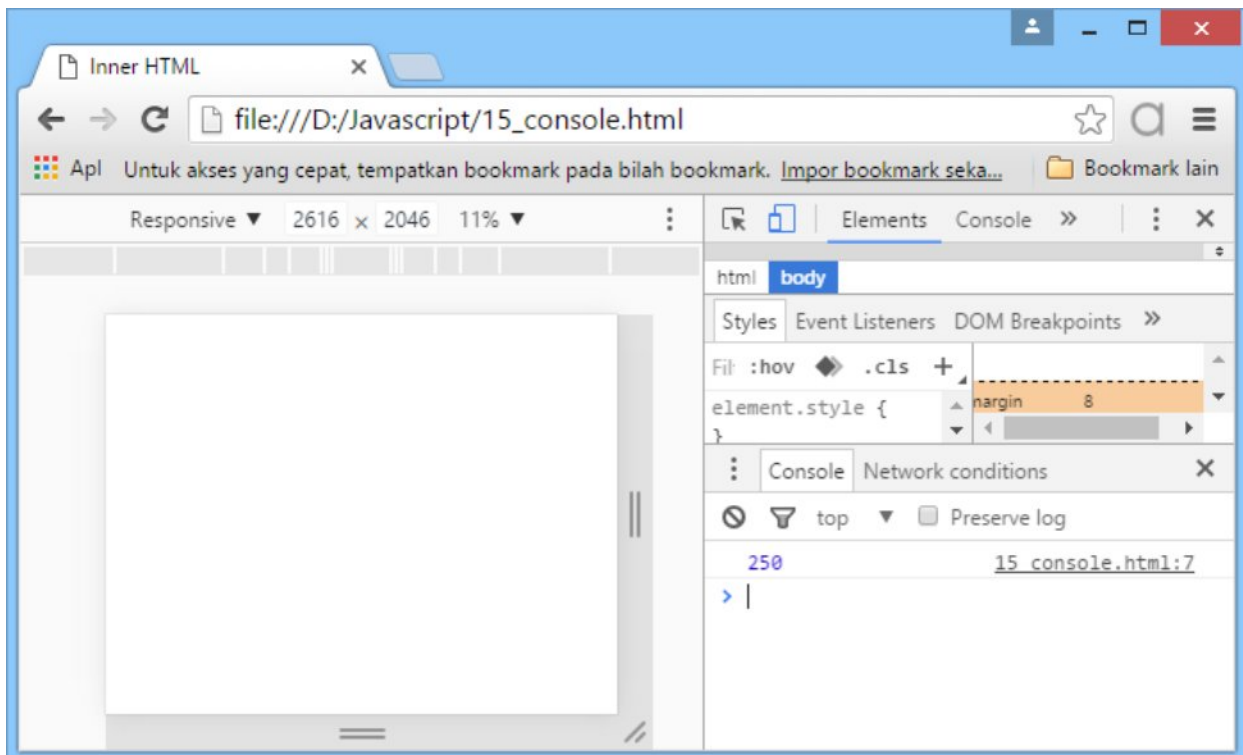 Inner HTML
file:///D:/Javascript/15_console.html
Apl Untuk akses yang cepat, tempatkan bookmark pada bilah bookmark. Impor bookmark seka... Bookmark lain
Responsive ▼ 2616 × 2046 11% ▼
Elements Console »
html body
Styles Event Listeners DOM Breakpoints »
Fil :hov .cls +
element.style {
}
margin 8
Console Network conditions
top ▼ Preserve log
250 15_console.html:7
>